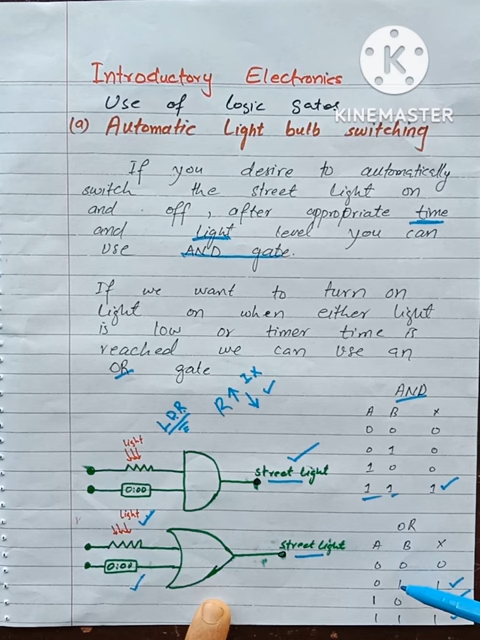 K
KINEMASTER
Introductory Electronics
Use of logic gates
(a) Automatic Light bulb switching
If you desire to automatically
switch the street Light on
and off, after appropriate time
and light level you can
use AND gate.
If we want to turn on
Light on when either Light
is low or timer time is
reached we can use an
OR gate
LDR
R↑ I×
↓
Light
0:00
street Light
AND
A B X
0 0 0
0 1 0
1 0 0
1 1 1
Light
0:00
street Light
OR
A B X
0 0 0
0 1 1
1 0
1 1 1